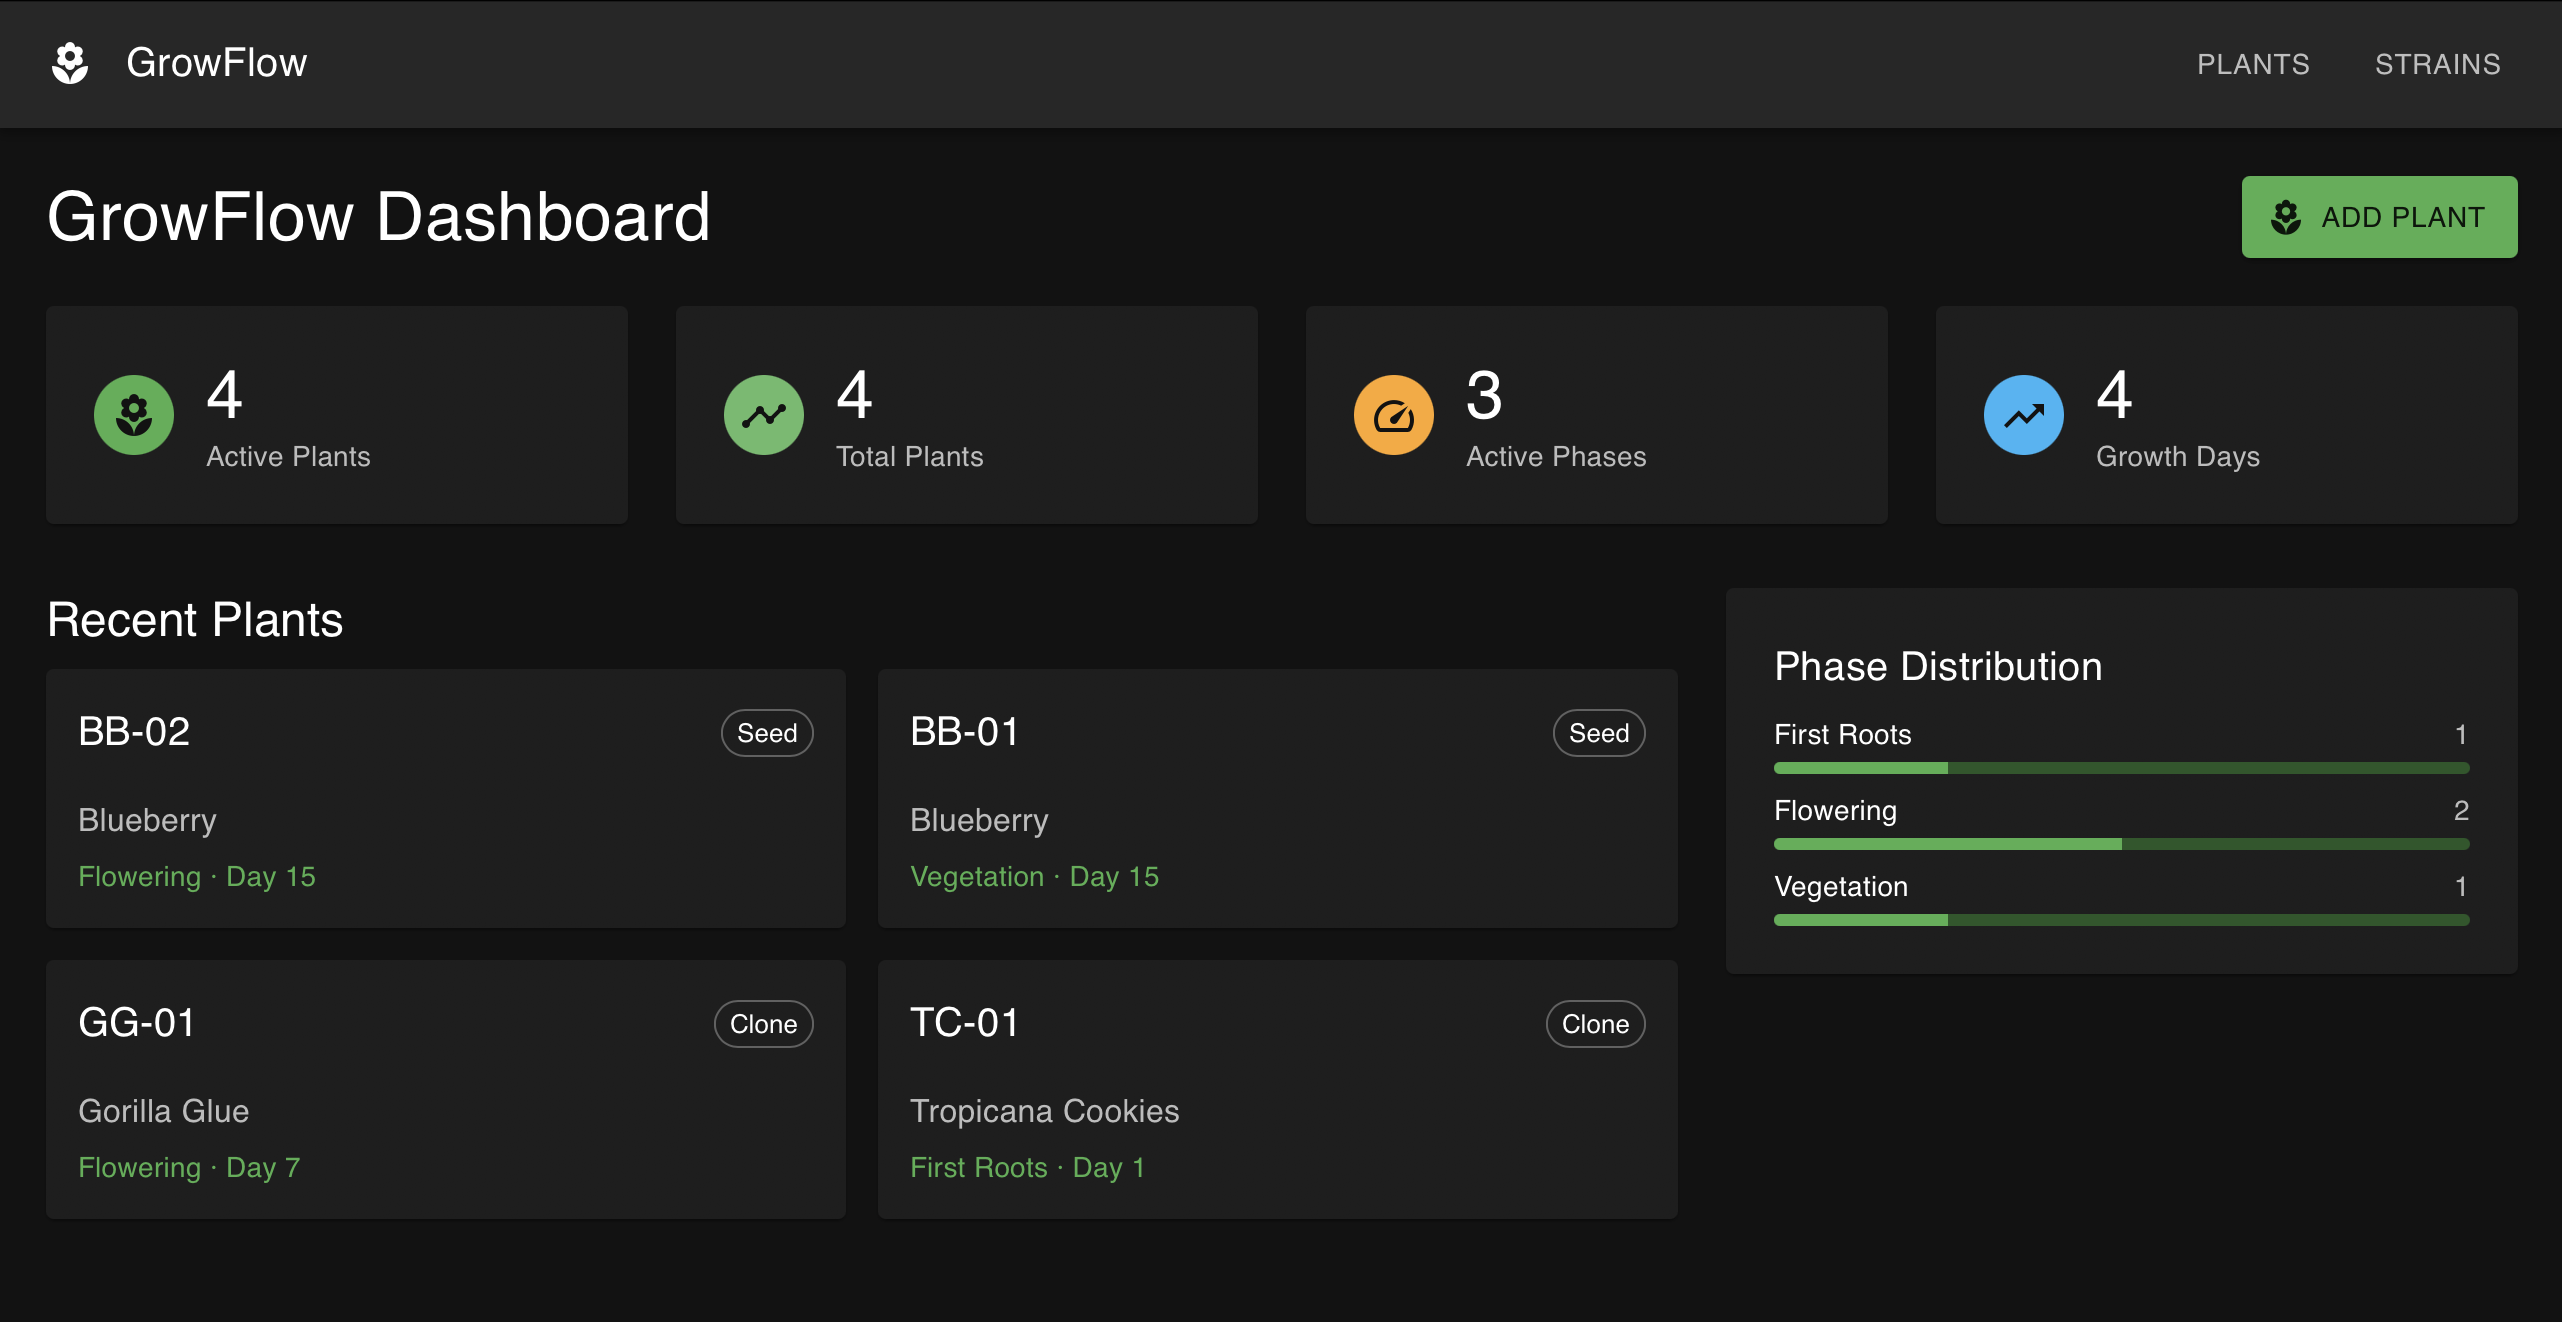 GrowFlow
PLANTS
STRAINS
GrowFlow Dashboard
ADD PLANT
4
Active Plants
4
Total Plants
3
Active Phases
4
Growth Days
Recent Plants
BB-02
Seed
Blueberry
Flowering · Day 15
BB-01
Seed
Blueberry
Vegetation · Day 15
GG-01
Clone
Gorilla Glue
Flowering · Day 7
TC-01
Clone
Tropicana Cookies
First Roots · Day 1
Phase Distribution
First Roots 1
Flowering 2
Vegetation 1